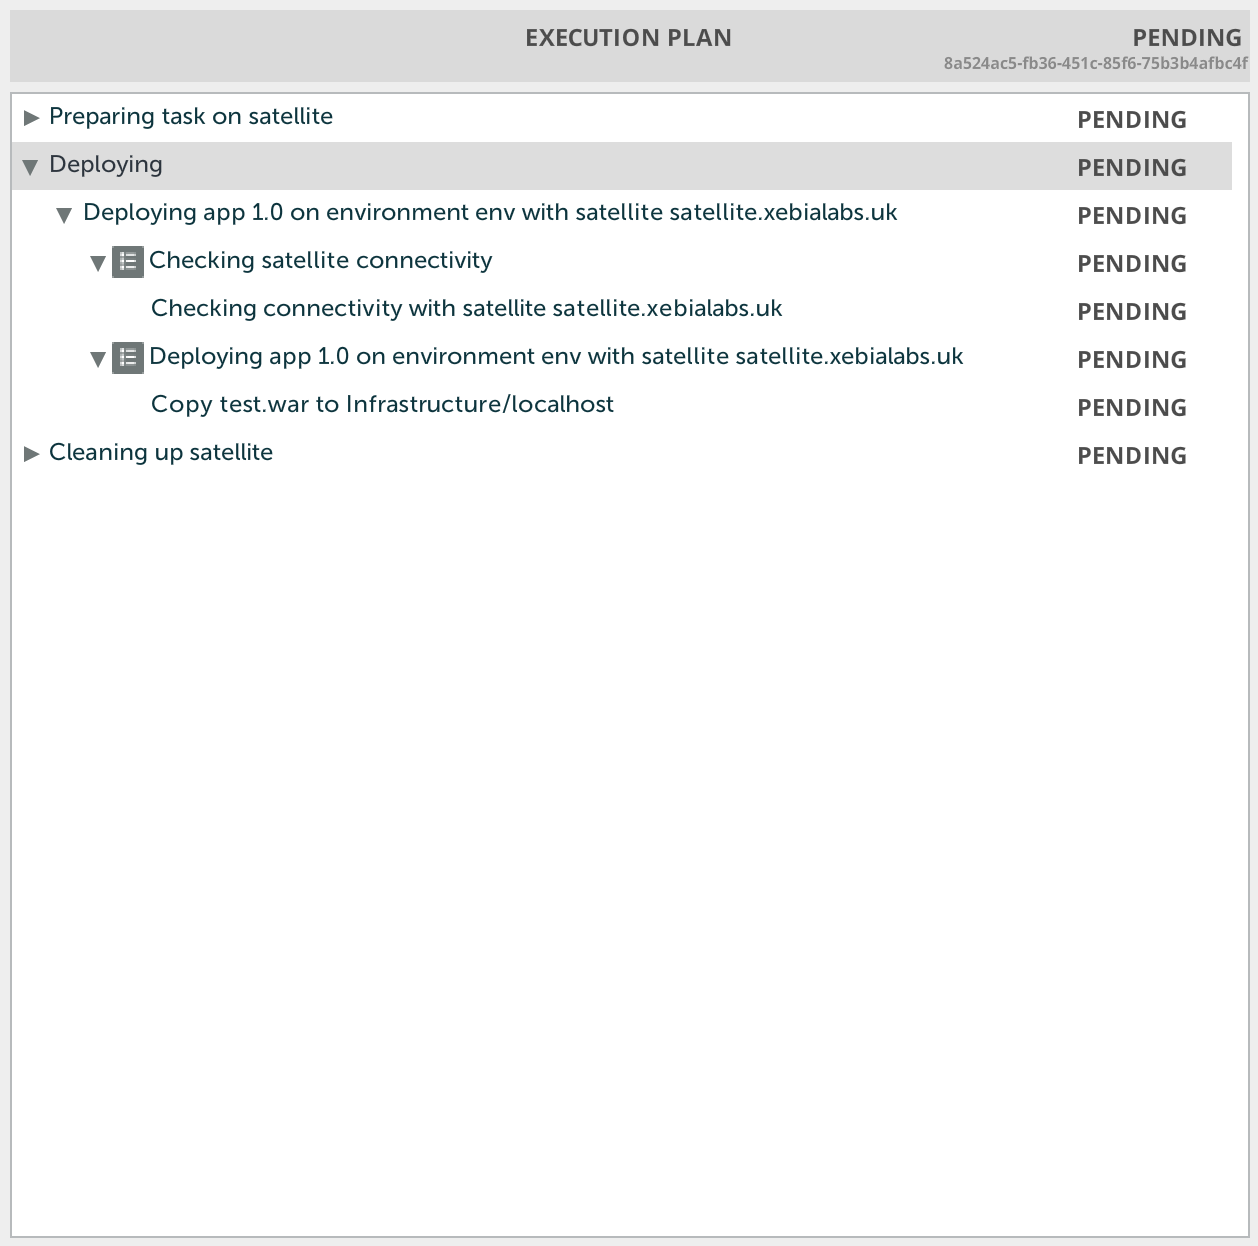 EXECUTION PLAN PENDING
8a524ac5-fb36-451c-85f6-75b3b4afbc4f
Preparing task on satellite PENDING
Deploying PENDING
Deploying app 1.0 on environment env with satellite satellite.xebialabs.uk PENDING
Checking satellite connectivity PENDING
Checking connectivity with satellite satellite.xebialabs.uk PENDING
Deploying app 1.0 on environment env with satellite satellite.xebialabs.uk PENDING
Copy test.war to Infrastructure/localhost PENDING
Cleaning up satellite PENDING